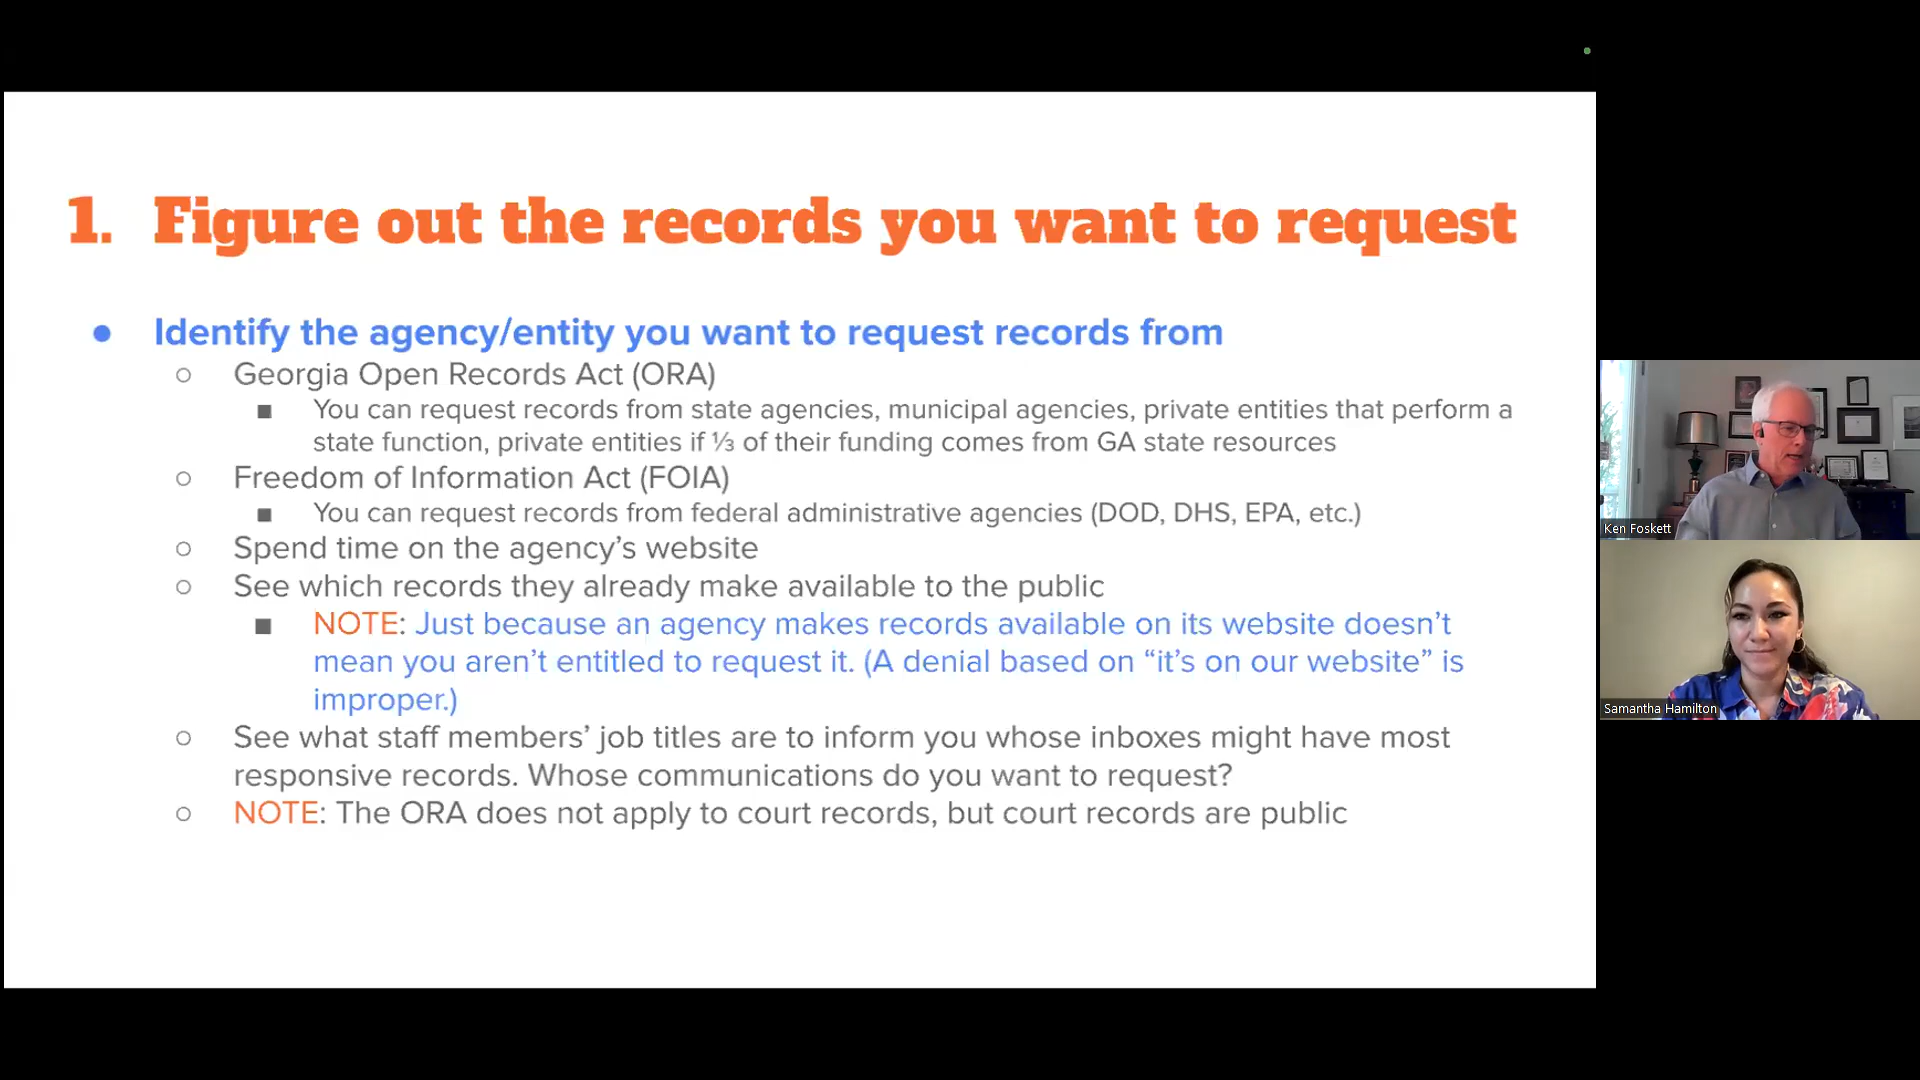 1. Figure out the records you want to request
● Identify the agency/entity you want to request records from
○ Georgia Open Records Act (ORA)
■ You can request records from state agencies, municipal agencies, private entities that perform a
state function, private entities if ⅓ of their funding comes from GA state resources
○ Freedom of Information Act (FOIA)
■ You can request records from federal administrative agencies (DOD, DHS, EPA, etc.)
○ Spend time on the agency’s website
○ See which records they already make available to the public
■ NOTE: Just because an agency makes records available on its website doesn’t
mean you aren’t entitled to request it. (A denial based on “it’s on our website” is
improper.)
○ See what staff members’ job titles are to inform you whose inboxes might have most
responsive records. Whose communications do you want to request?
○ NOTE: The ORA does not apply to court records, but court records are public
Ken Foskett
Samantha Hamilton